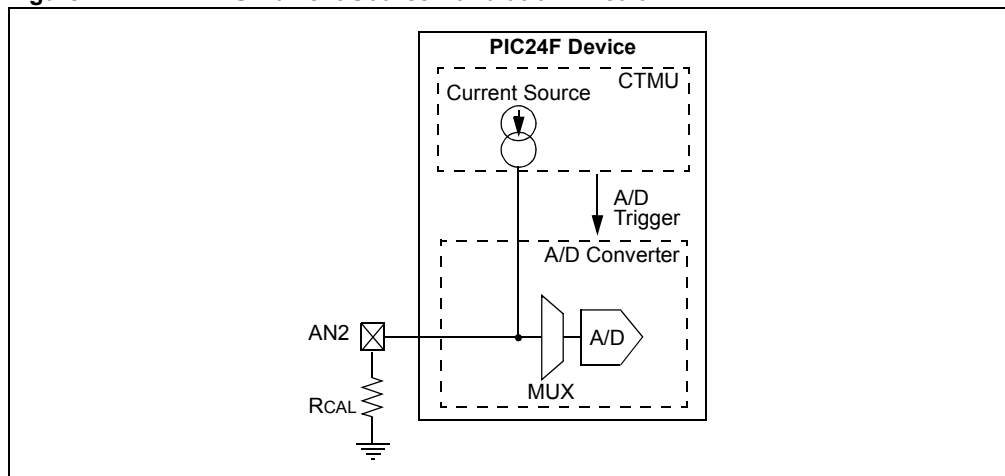 PIC24F Device
CTMU
Current Source
A/D
Trigger
A/D Converter
AN2
A/D
MUX
RCAL